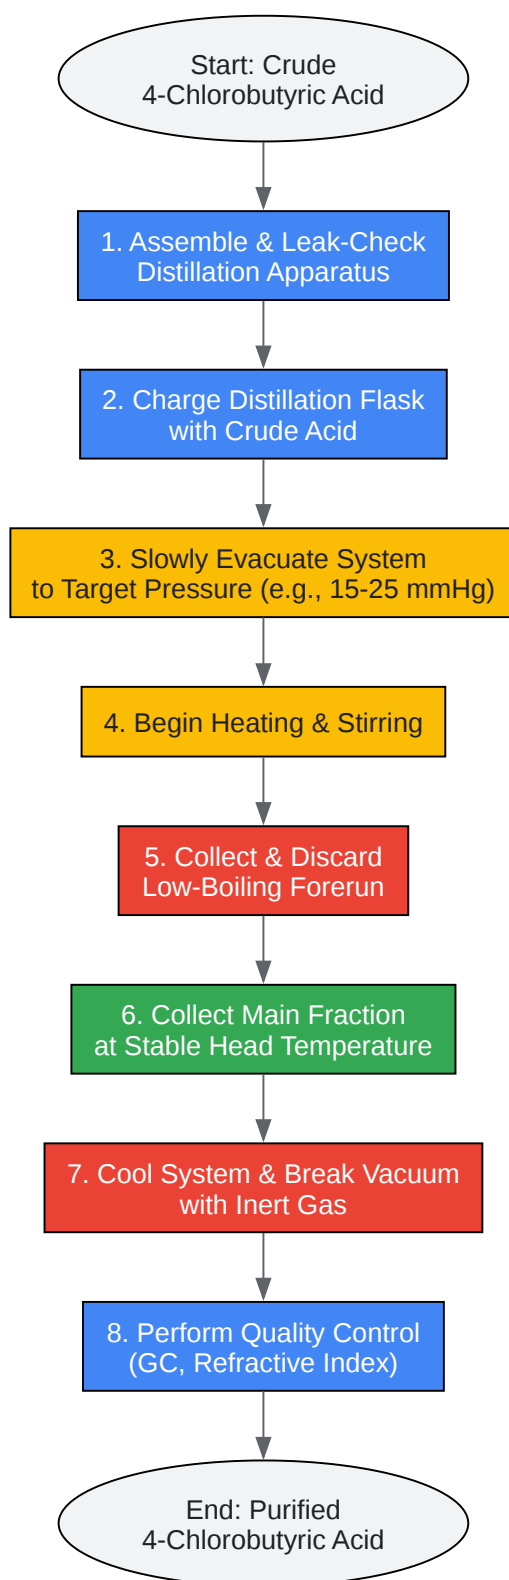 Start: Crude
4-Chlorobutyric Acid
1. Assemble & Leak-Check
Distillation Apparatus
2. Charge Distillation Flask
with Crude Acid
3. Slowly Evacuate System
to Target Pressure (e.g., 15-25 mmHg)
4. Begin Heating & Stirring
5. Collect & Discard
Low-Boiling Forerun
6. Collect Main Fraction
at Stable Head Temperature
7. Cool System & Break Vacuum
with Inert Gas
8. Perform Quality Control
(GC, Refractive Index)
End: Purified
4-Chlorobutyric Acid